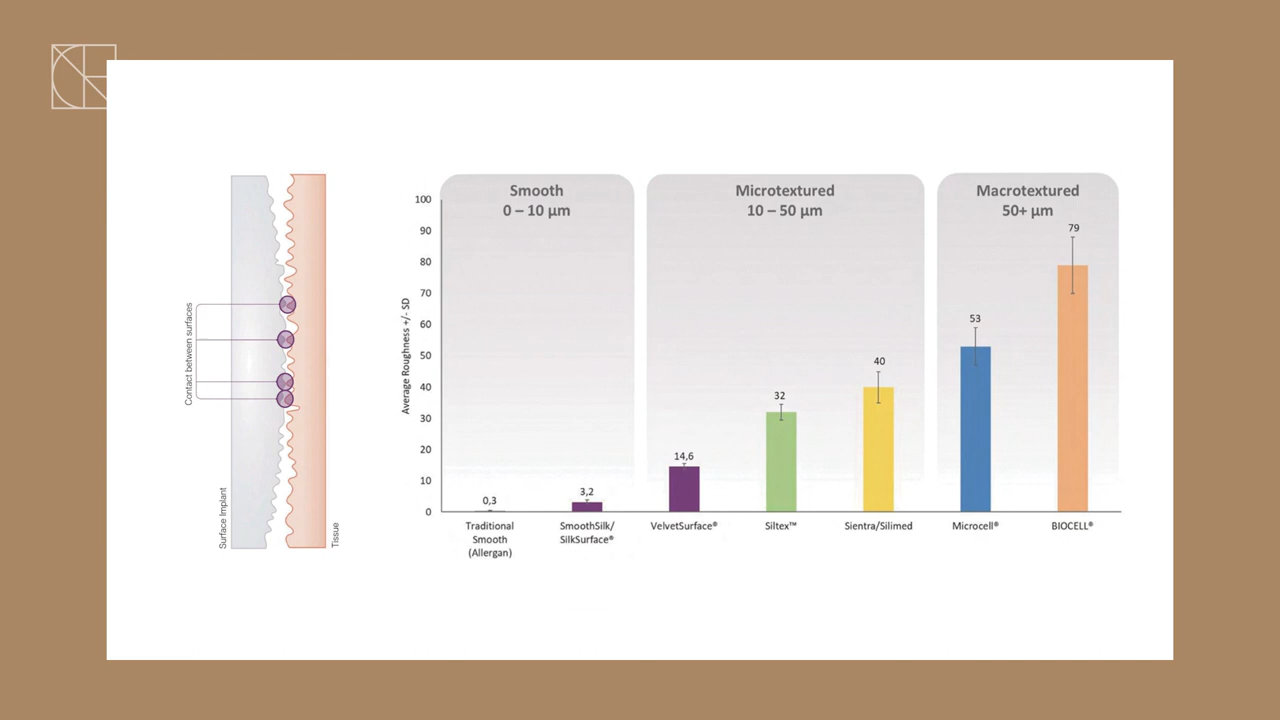 Contact between surfaces
Surface Implant
Tissue
Smooth
0 – 10 µm
Microtextured
10 – 50 µm
Macrotextured
50+ µm
Average Roughness +/- SD
100
90
80
70
60
50
40
30
20
10
0
0,3
3,2
14,6
32
40
53
79
Traditional
Smooth
(Allergan)
SmoothSilk/
SilkSurface®
VelvetSurface®
Siltex™
Sientra/Silimed
Microcell®
BIOCELL®